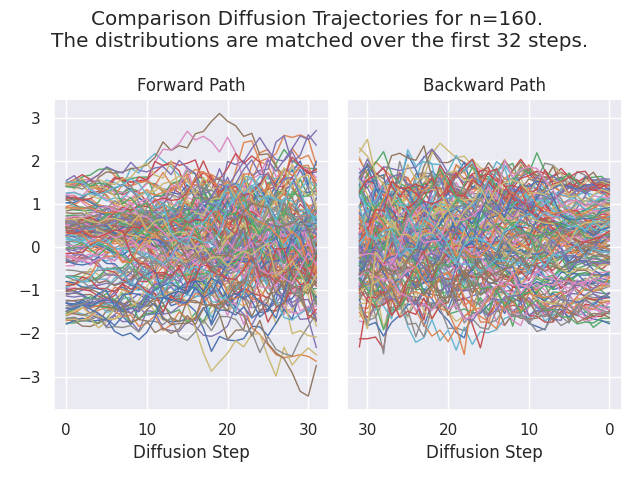 Comparison Diffusion Trajectories for n=160.
The distributions are matched over the first 32 steps.
Forward Path
Backward Path
3
2
1
0
−1
−2
−3
0 10 20 30
30 20 10 0
Diffusion Step
Diffusion Step